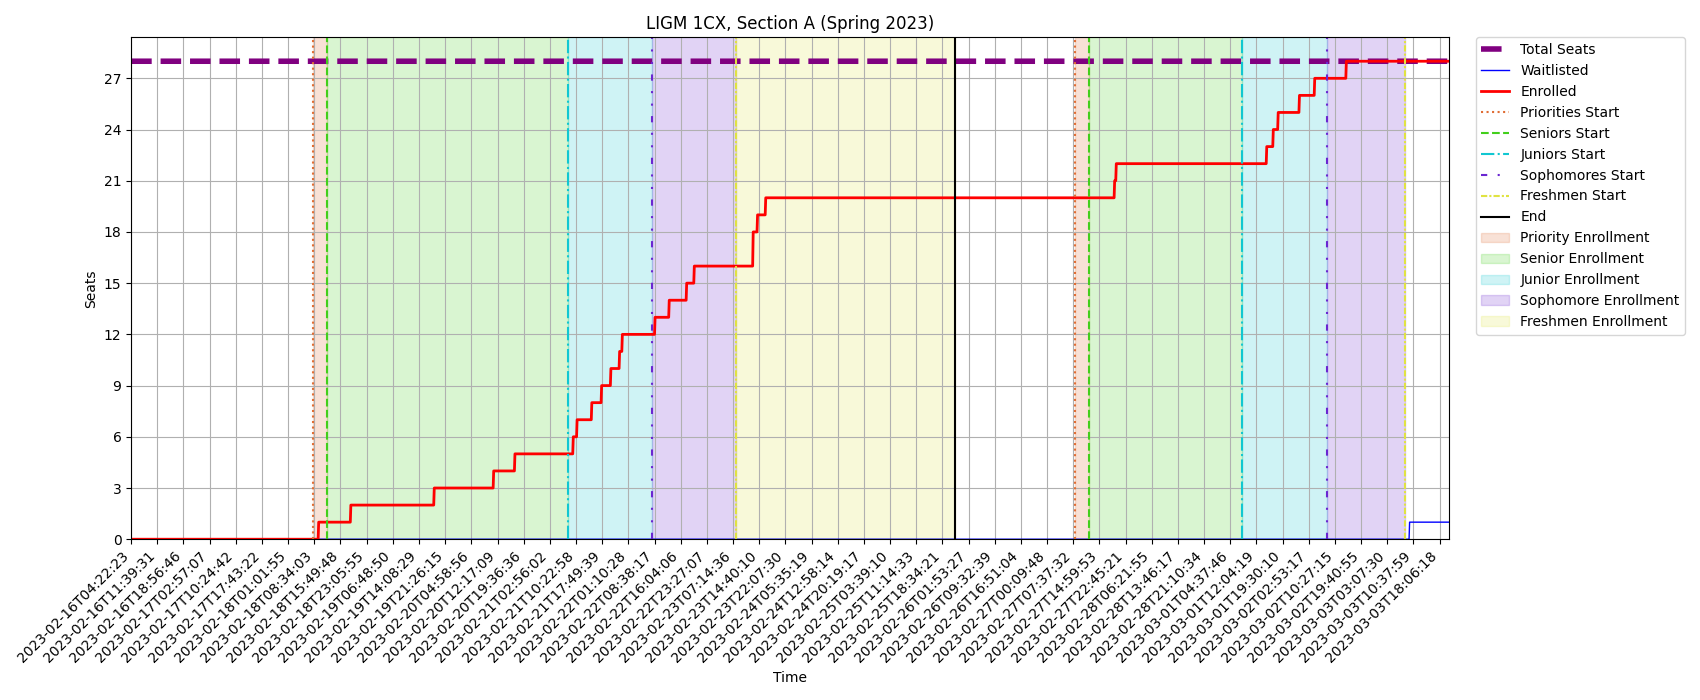 LIGM 1CX, Section A (Spring 2023)
Total Seats
Waitlisted
Enrolled
Priorities Start
Seniors Start
Juniors Start
Sophomores Start
Freshmen Start
End
Priority Enrollment
Senior Enrollment
Junior Enrollment
Sophomore Enrollment
Freshmen Enrollment
Seats
27
24
21
18
15
12
9
6
3
0
2023-02-16T04:22:23
2023-02-16T11:39:31
2023-02-16T18:56:46
2023-02-17T02:57:07
2023-02-17T10:24:42
2023-02-17T17:43:22
2023-02-18T01:01:55
2023-02-18T08:34:03
2023-02-18T15:49:48
2023-02-18T23:05:55
2023-02-19T06:48:50
2023-02-19T14:08:29
2023-02-19T21:26:15
2023-02-20T04:58:56
2023-02-20T12:17:09
2023-02-20T19:36:36
2023-02-21T02:56:02
2023-02-21T10:22:58
2023-02-21T17:49:39
2023-02-22T01:10:28
2023-02-22T08:38:17
2023-02-22T16:04:06
2023-02-22T23:27:07
2023-02-23T07:14:36
2023-02-23T14:40:10
2023-02-23T22:07:30
2023-02-24T05:35:19
2023-02-24T12:58:14
2023-02-24T20:19:17
2023-02-25T03:39:10
2023-02-25T11:14:33
2023-02-25T18:34:21
2023-02-26T01:53:27
2023-02-26T09:32:39
2023-02-26T16:51:04
2023-02-27T00:09:48
2023-02-27T07:37:32
2023-02-27T14:59:53
2023-02-27T22:45:21
2023-02-28T06:21:55
2023-02-28T13:46:17
2023-02-28T21:10:34
2023-03-01T04:37:46
2023-03-01T12:04:19
2023-03-01T19:30:10
2023-03-02T02:53:17
2023-03-02T10:27:15
2023-03-02T19:40:55
2023-03-03T03:07:30
2023-03-03T10:37:59
2023-03-03T18:06:18
Time